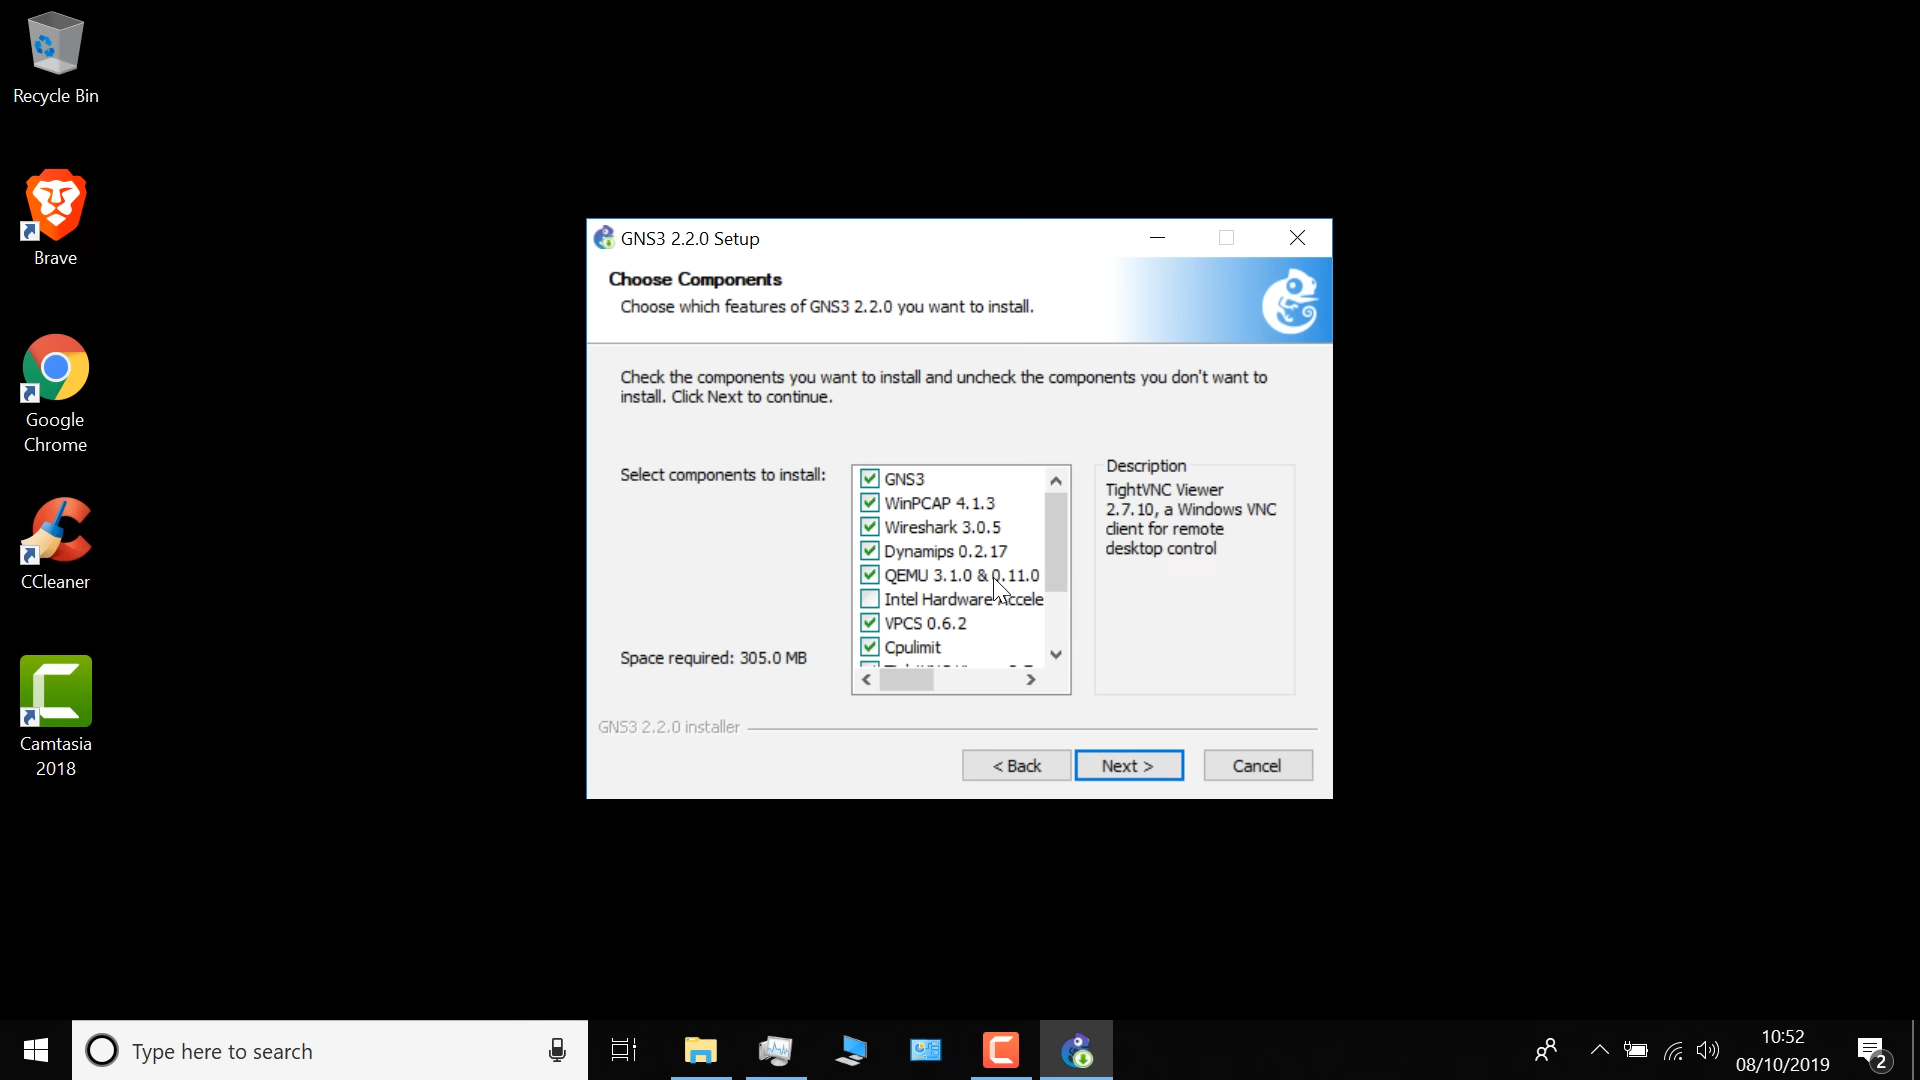 Recycle Bin
Brave
Google
Chrome
CCleaner
Camtasia
2018
GNS3 2.2.0 Setup
Choose Components
Choose which features of GNS3 2.2.0 you want to install.
Check the components you want to install and uncheck the components you don't want to
install. Click Next to continue.
Select components to install:
GNS3
WinPCAP 4.1.3
Wireshark 3.0.5
Dynamips 0.2.17
QEMU 3.1.0 & 0.11.0
Intel Hardware Accele
VPCS 0.6.2
Cpulimit
Description
TightVNC Viewer
2.7.10, a Windows VNC
client for remote
desktop control
Space required: 305.0 MB
GNS3 2.2.0 installer
< Back
Next >
Cancel
Type here to search
10:52
08/10/2019
2